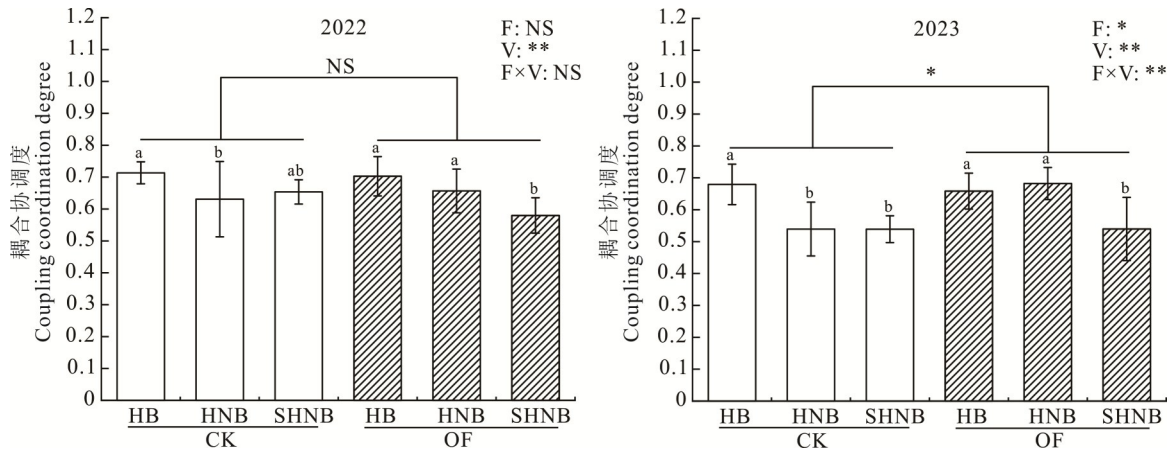 耦合协调度
Coupling coordination degree
1.2
1.1
1.0
0.9
0.8
0.7
0.6
0.5
0.4
0.3
0.2
0.1
0
2022
F: NS
V: **
F×V: NS
NS
a b ab a a b
HB HNB SHNB HB HNB SHNB
CK OF
耦合协调度
Coupling coordination degree
1.2
1.1
1.0
0.9
0.8
0.7
0.6
0.5
0.4
0.3
0.2
0.1
0
2023
F: *
V: **
F×V: **
*
a b b a a b
HB HNB SHNB HB HNB SHNB
CK OF